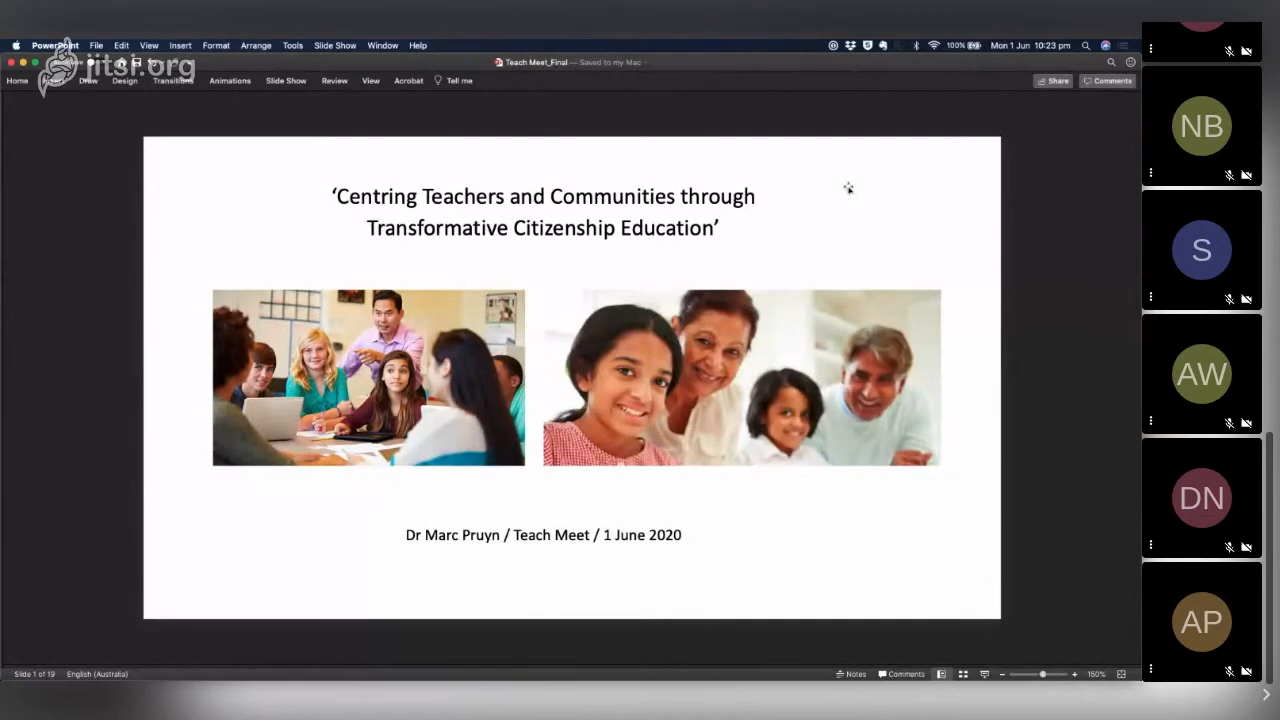 PowerPoint File Edit View Insert Format Arrange Tools Slide Show Window Help
100% Mon 1 Jun 10:23 pm
jitsi.org
Teach Meet_Final — Saved to my Mac
Home Draw Design Transitions Animations Slide Show Review View Acrobat Tell me
Share Comments
‘Centring Teachers and Communities through
Transformative Citizenship Education’
Dr Marc Pruyn / Teach Meet / 1 June 2020
Slide 1 of 19 English (Australia)
Notes Comments 150%
NB
S
AW
DN
AP